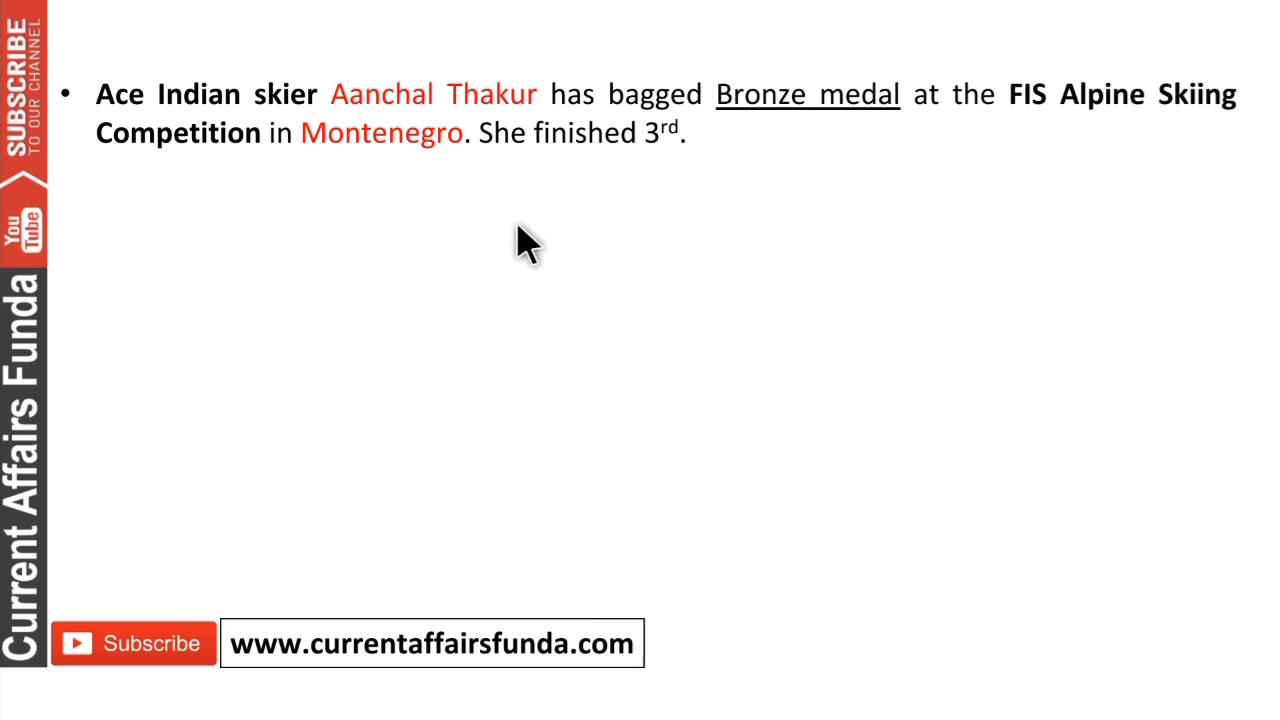 • Ace Indian skier Aanchal Thakur has bagged Bronze medal at the FIS Alpine Skiing
Competition in Montenegro. She finished 3rd.
SUBSCRIBE
TO OUR CHANNEL
You
Tube
Current Affairs Funda
Subscribe
www.currentaffairsfunda.com